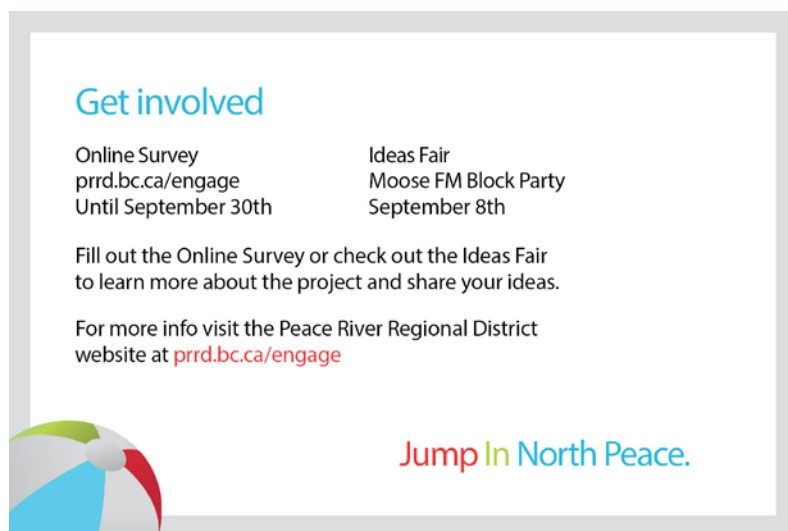 Get involved
Online Survey
prrd.bc.ca/engage
Until September 30th
Ideas Fair
Moose FM Block Party
September 8th
Fill out the Online Survey or check out the Ideas Fair
to learn more about the project and share your ideas.
For more info visit the Peace River Regional District
website at prrd.bc.ca/engage
Jump In North Peace.